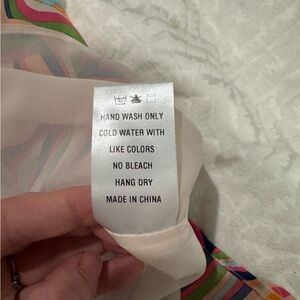 HAND WASH ONLY
COLD WATER WITH
LIKE COLORS
NO BLEACH
HANG DRY
MADE IN CHINA